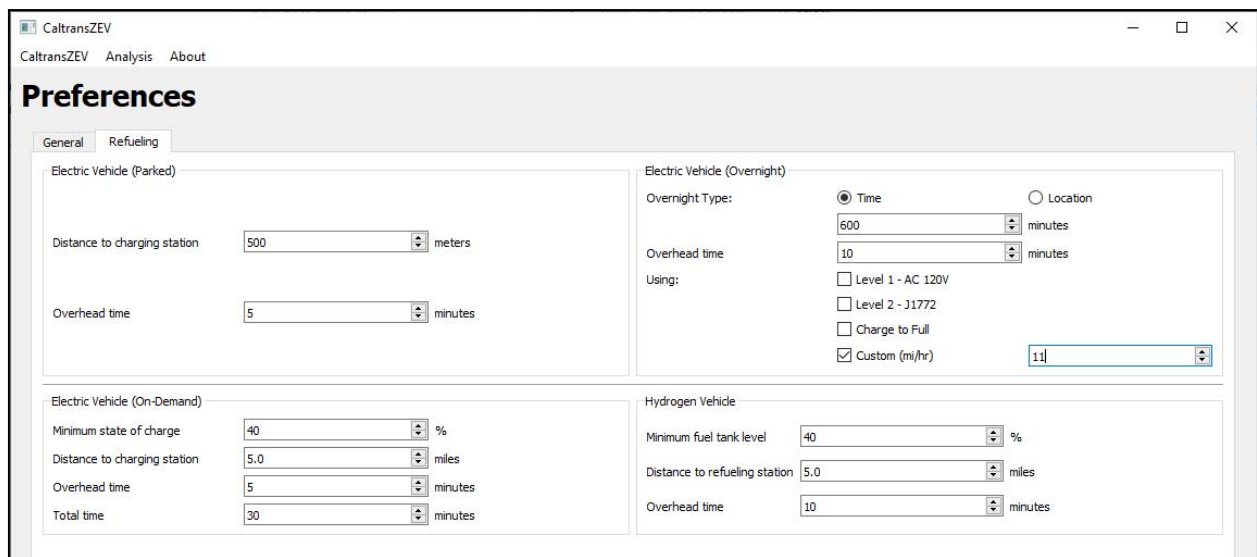 CaltransZEV
CaltransZEV Analysis About
Preferences
General Refueling
Electric Vehicle (Parked)
Distance to charging station 500 meters
Overhead time 5 minutes
Electric Vehicle (Overnight)
Overnight Type: Time Location
600 minutes
Overhead time 10 minutes
Using: Level 1 - AC 120V
Level 2 - J1772
Charge to Full
Custom (mi/hr) 11
Electric Vehicle (On-Demand)
Minimum state of charge 40 %
Distance to charging station 5.0 miles
Overhead time 5 minutes
Total time 30 minutes
Hydrogen Vehicle
Minimum fuel tank level 40 %
Distance to refueling station 5.0 miles
Overhead time 10 minutes